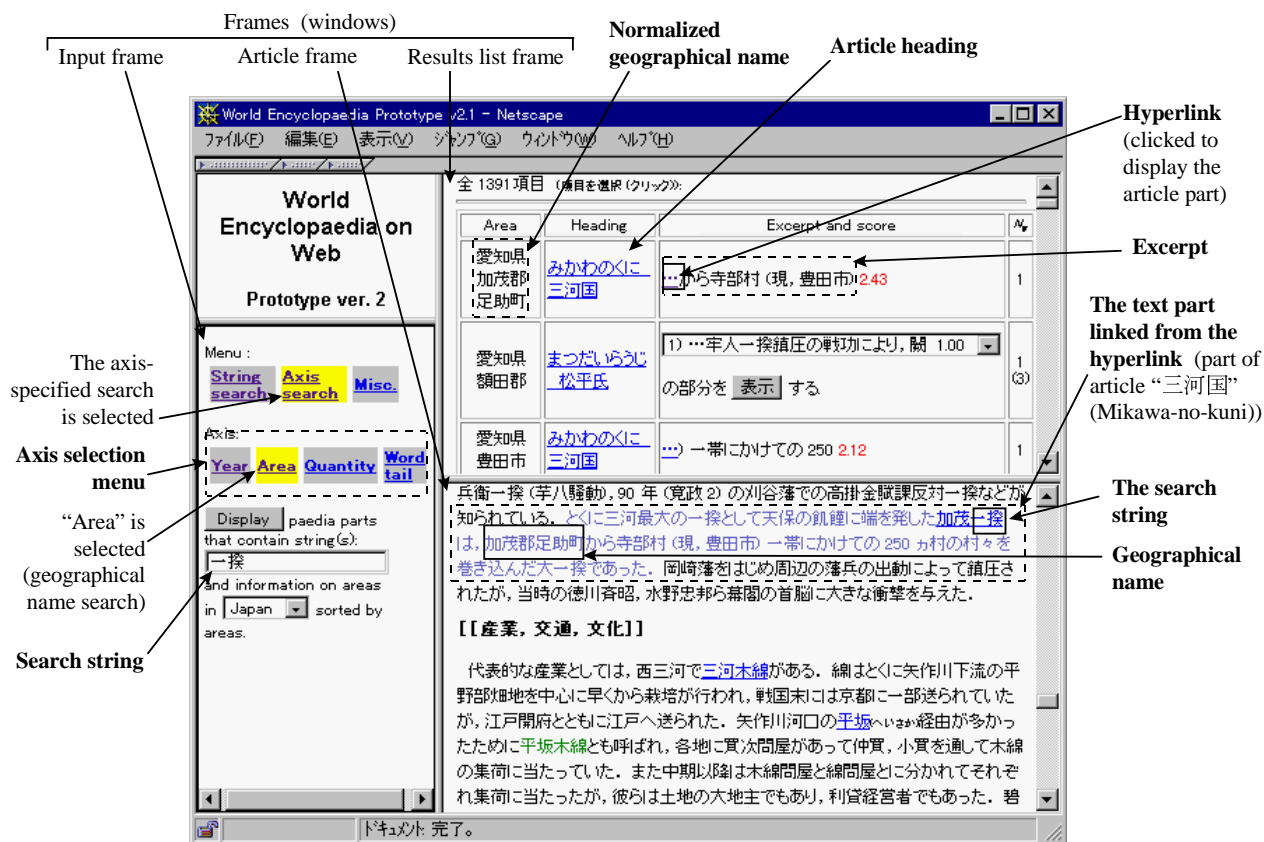 Frames (windows)
Input frame
Article frame
Results list frame
Normalized
geographical name
Article heading
Hyperlink
(clicked to
display the
article part)
Excerpt
The text part
linked from the
hyperlink (part of
article “三河国”
(Mikawa-no-kuni))
The search
string
Geographical
name
The axis-
specified search
is selected
Axis selection
menu
“Area” is
selected
(geographical
name search)
Search string
World Encyclopaedia Prototype v2.1 - Netscape
ファイル(F) 編集(E) 表示(V) ジャンプ(G) ウィンドウ(W) ヘルプ(H)
World
Encyclopaedia on
Web
Prototype ver. 2
Menu :
String
search
Axis
search
Misc.
Axis:
Year Area Quantity Word
tail
Display paedia parts
that contain string(s):
一揆
and information on areas
in Japan sorted by
areas.
全 1391 項目 (項目を選択 (クリック)):
Area Heading Excerpt and score
愛知県
加茂郡
足助町
みかわのくに
三河国
…から寺部村 (現, 豊田市) 2.43
1
愛知県
額田郡
まつだいらうじ
松平氏
1) …牢人一揆鎮圧の戦功により, 額 1.00
の部分を 表示 する
1
(3)
愛知県
豊田市
みかわのくに
三河国
…) 一帯にかけての 250 2.12
1
兵衛一揆 (芋八騒動), 90 年 (寛政 2) の刈谷藩での高掛金賦課反対一揆などが
知られている. とくに三河最大の一揆として天保の飢饉に端を発した加茂一揆
は, 加茂郡足助町から寺部村 (現, 豊田市) 一帯にかけての 250 ヵ村の村々を
巻き込んだ大一揆であった. 岡崎藩をはじめ周辺の藩兵の出動によって鎮圧さ
れたが, 当時の徳川斉昭, 水野忠邦ら幕閣の首脳に大きな衝撃を与えた.
[[産業, 交通, 文化]]
代表的な産業としては, 西三河で三河木綿がある. 綿はとくに矢作川下流の平
野部畑地を中心に早くから栽培が行われ, 戦国末には京都に一部送られていた
が, 江戸開府とともに江戸へ送られた. 矢作川河口の平坂へいさか経由が多かっ
たために平坂木綿とも呼ばれ, 各地に買次問屋があって仲買, 小買を通して木綿
の集荷に当たっていた. また中期以降は木綿問屋と綿問屋とに分かれてそれぞ
れ集荷に当たったが, 彼らは土地の大地主でもあり, 利貸経営者でもあった. 碧
ドキュメント: 完了。